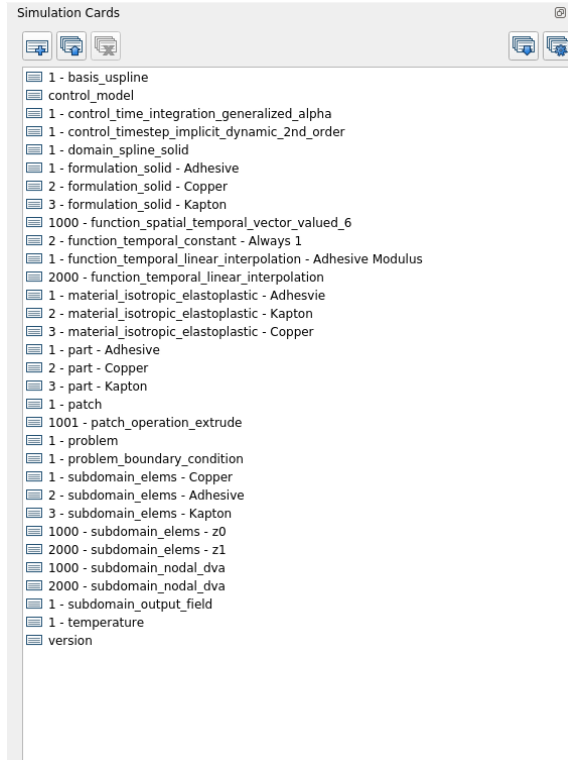 Simulation Cards
1 - basis_uspline
control_model
1 - control_time_integration_generalized_alpha
1 - control_timestep_implicit_dynamic_2nd_order
1 - domain_spline_solid
1 - formulation_solid - Adhesive
2 - formulation_solid - Copper
3 - formulation_solid - Kapton
1000 - function_spatial_temporal_vector_valued_6
2 - function_temporal_constant - Always 1
1 - function_temporal_linear_interpolation - Adhesive Modulus
2000 - function_temporal_linear_interpolation
1 - material_isotropic_elastoplastic - Adhesvie
2 - material_isotropic_elastoplastic - Kapton
3 - material_isotropic_elastoplastic - Copper
1 - part - Adhesive
2 - part - Copper
3 - part - Kapton
1 - patch
1001 - patch_operation_extrude
1 - problem
1 - problem_boundary_condition
1 - subdomain_elems - Copper
2 - subdomain_elems - Adhesive
3 - subdomain_elems - Kapton
1000 - subdomain_elems - z0
2000 - subdomain_elems - z1
1000 - subdomain_nodal_dva
2000 - subdomain_nodal_dva
1 - subdomain_output_field
1 - temperature
version